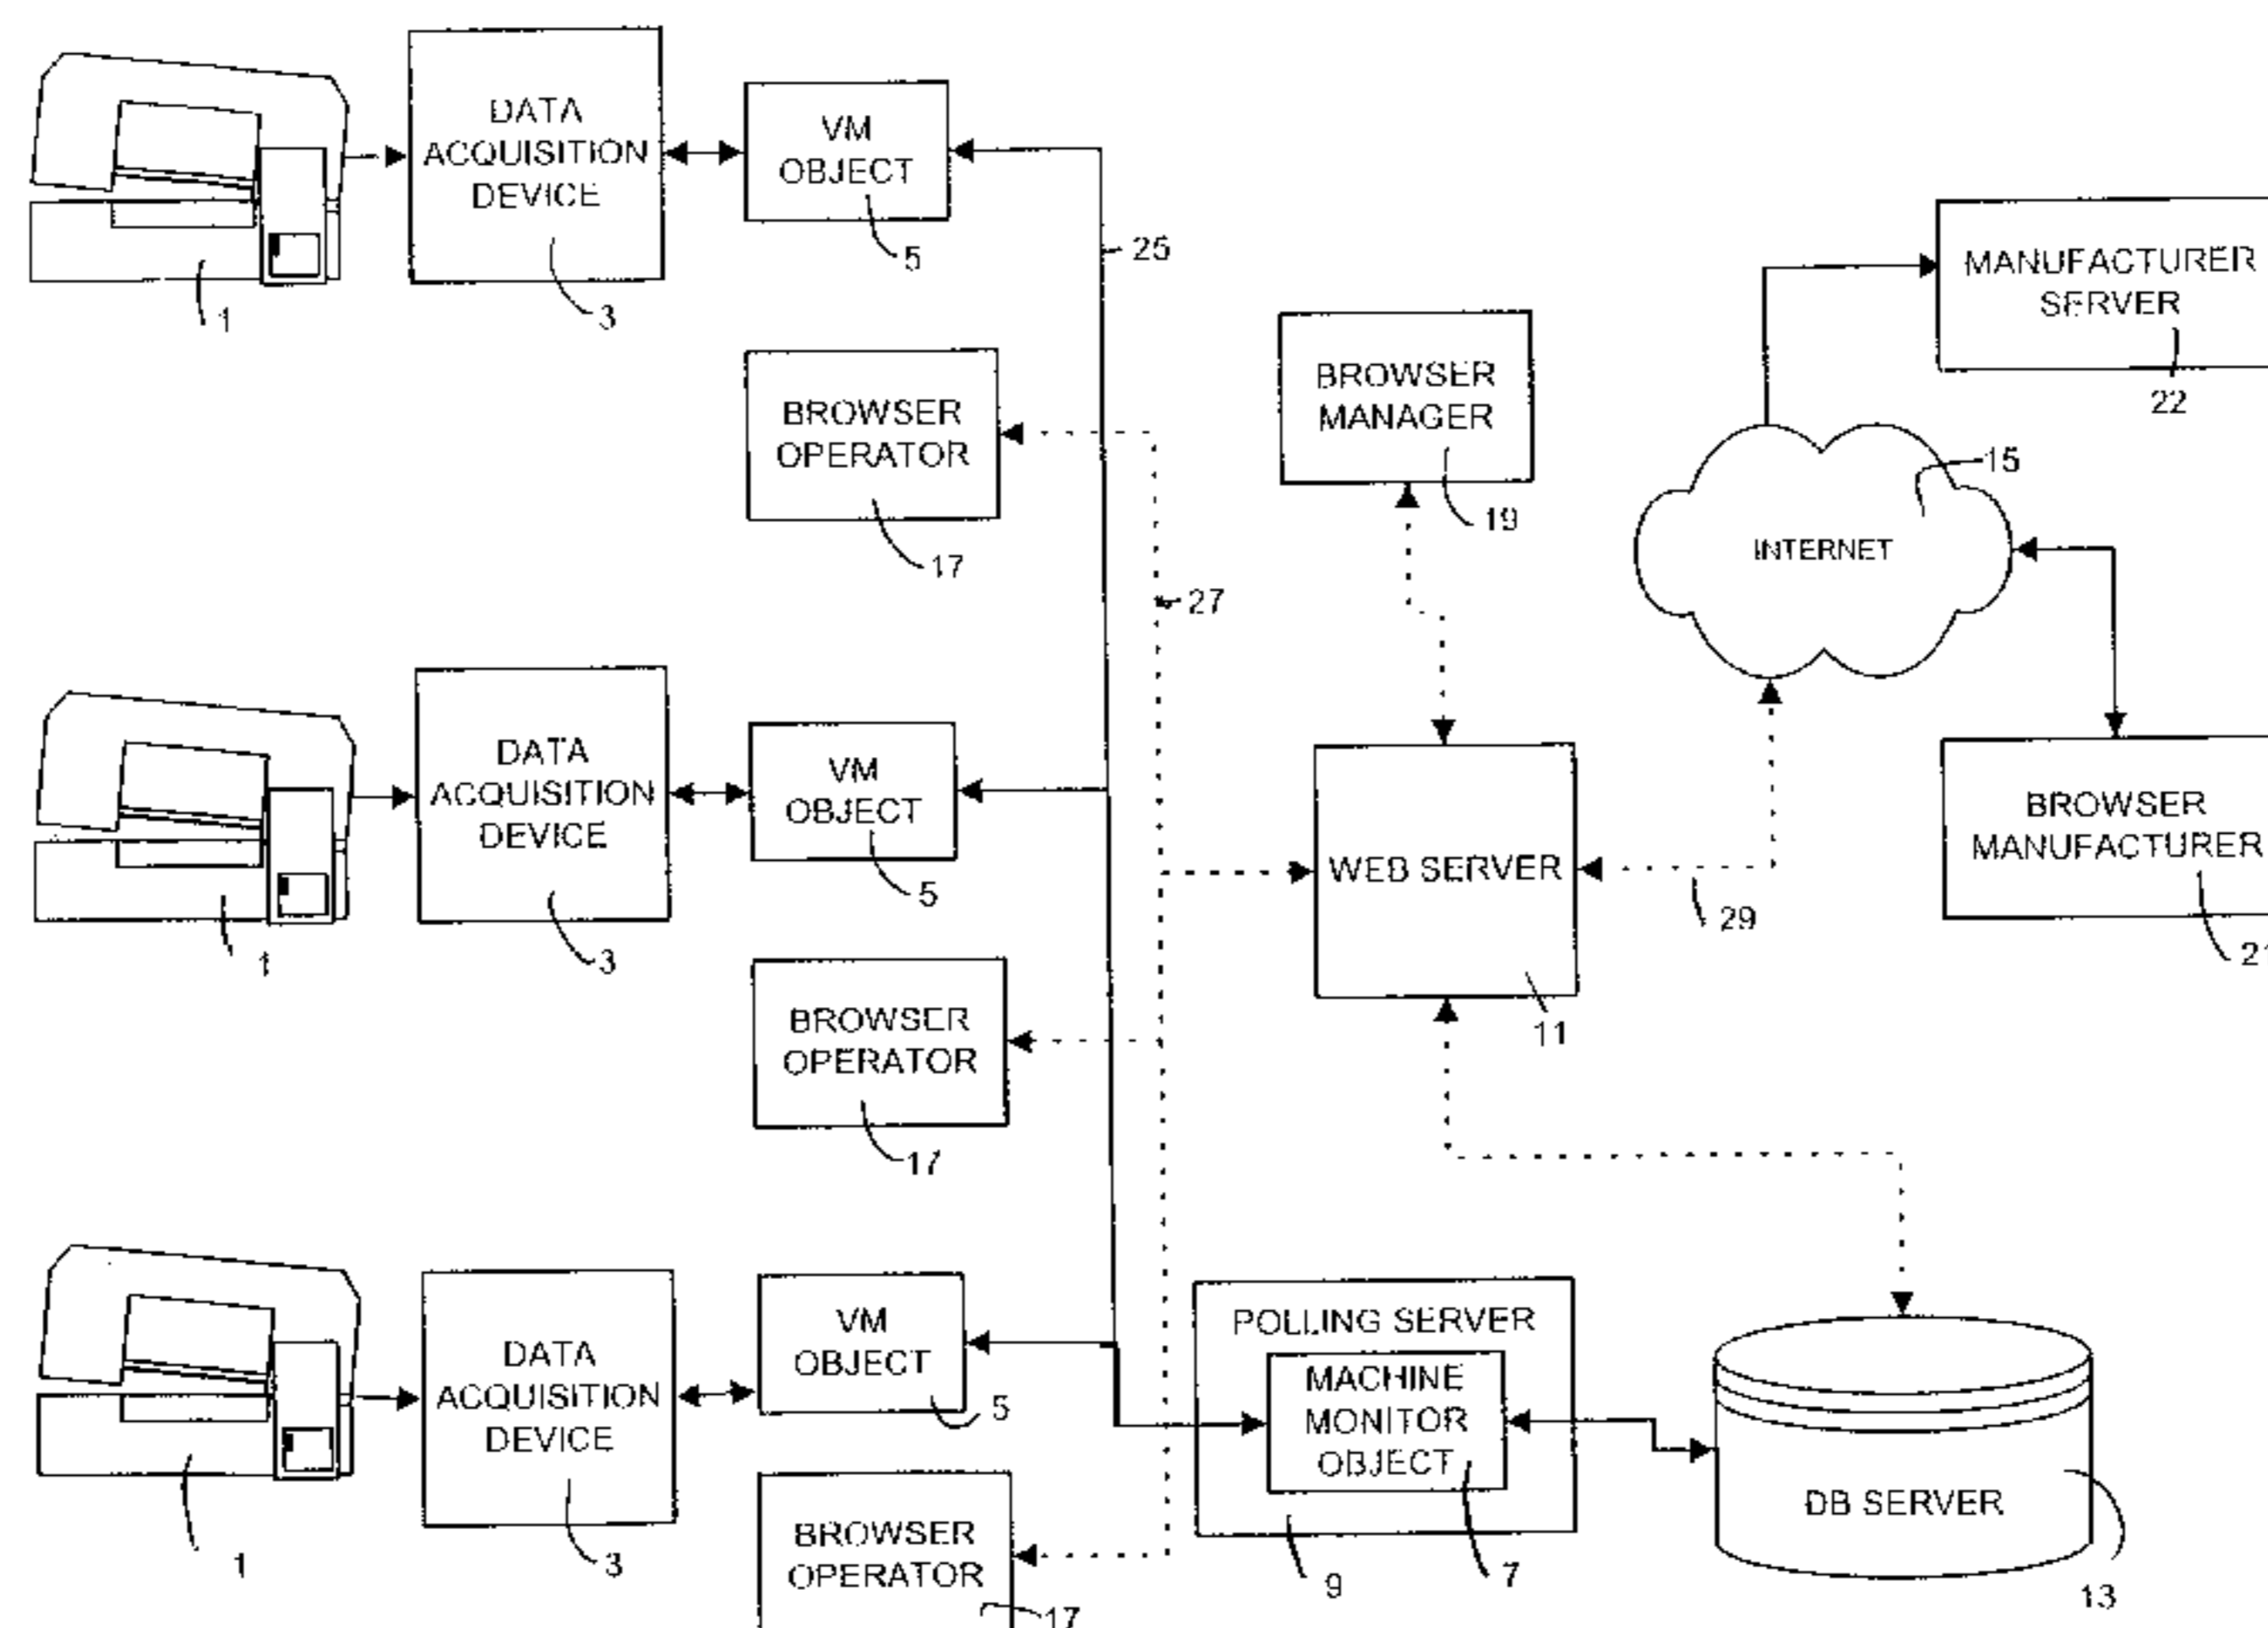 DATA
ACQUISITION
DEVICE
3
VM
OBJECT
5
1
25
MANUFACTURER
SERVER
22
BROWSER
OPERATOR
17
BROWSER
MANAGER
19
INTERNET
15
27
DATA
ACQUISITION
DEVICE
3
VM
OBJECT
5
1
WEB SERVER
11
29
BROWSER
MANUFACTURER
21
BROWSER
OPERATOR
17
DATA
ACQUISITION
DEVICE
3
VM
OBJECT
5
1
POLLING SERVER
MACHINE
MONITOR
OBJECT
9
7
DB SERVER
13
BROWSER
OPERATOR
17